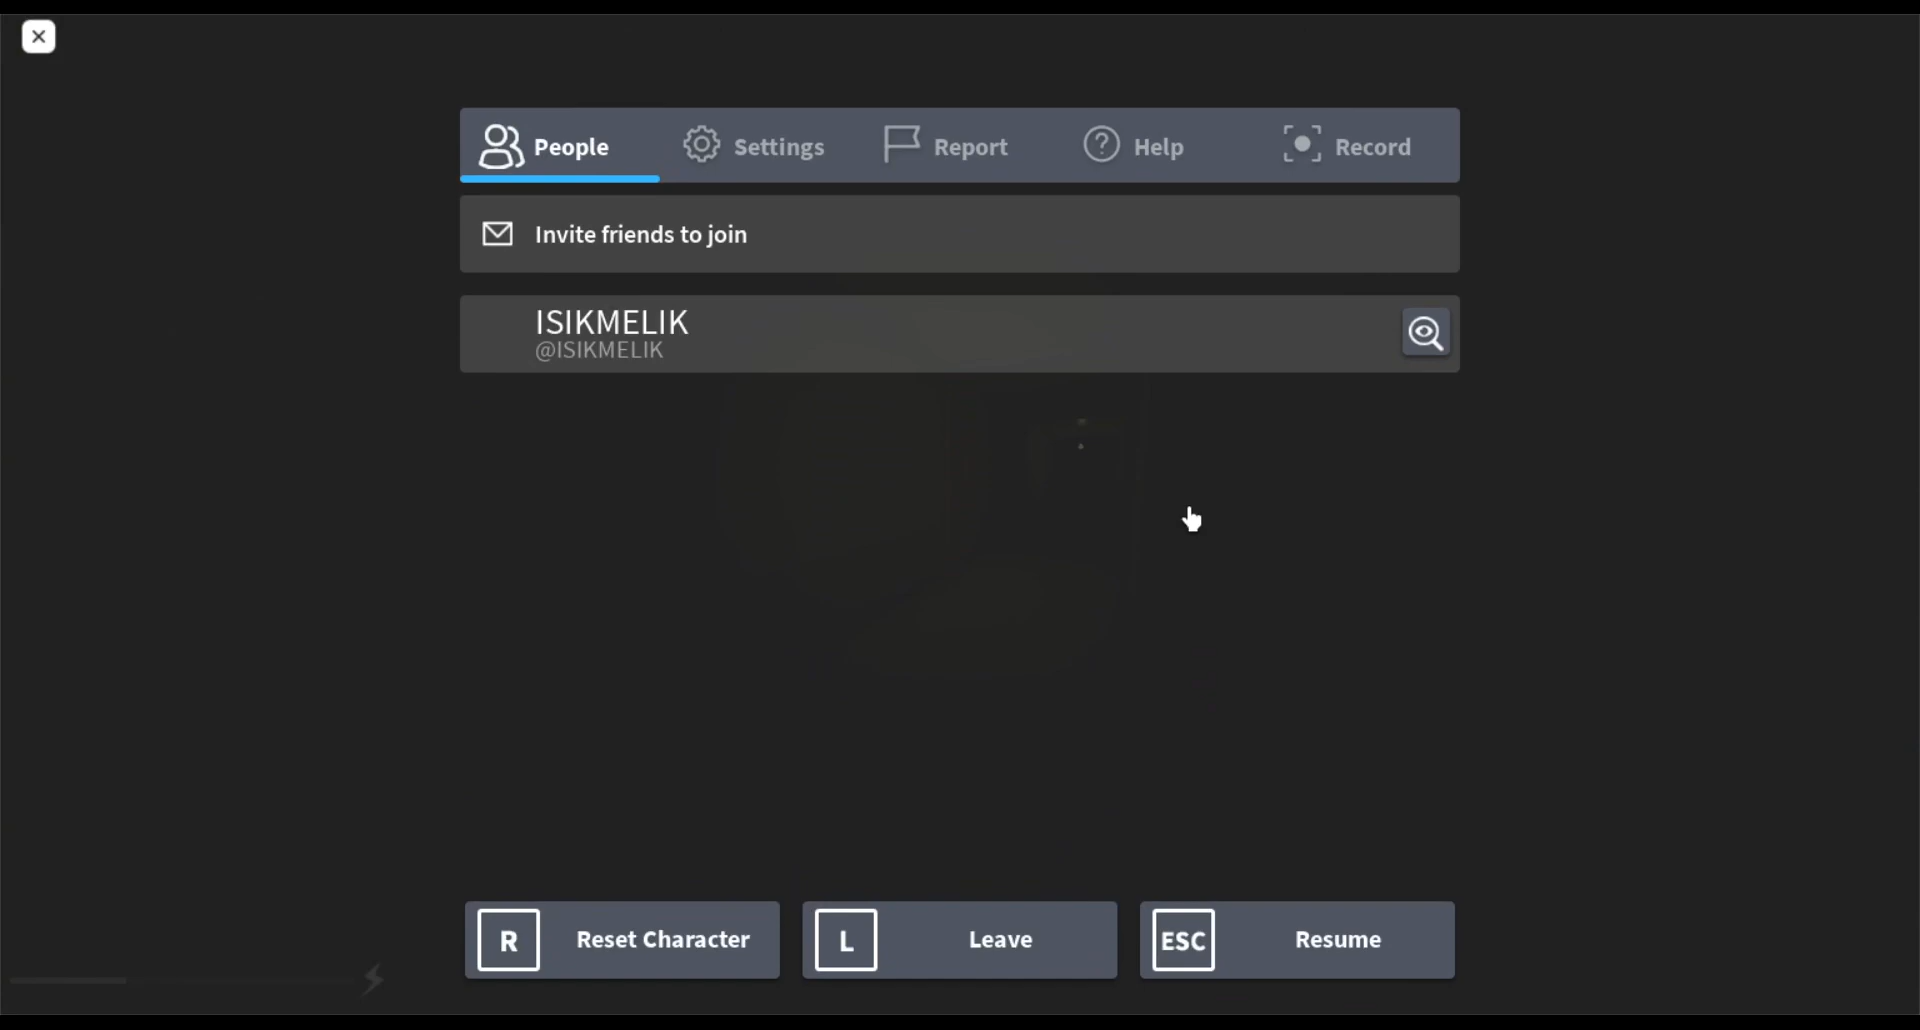 People
Settings
Report
Help
Record
Invite friends to join
ISIKMELIK
@ISIKMELIK
R
Reset Character
L
Leave
ESC
Resume